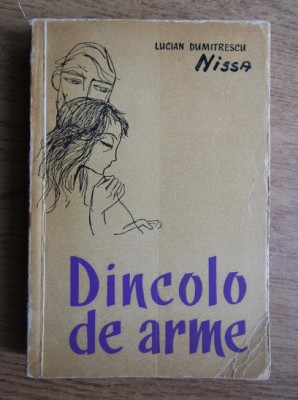 LUCIAN DUMITRESCU
Nissa
Dincolo
de arme